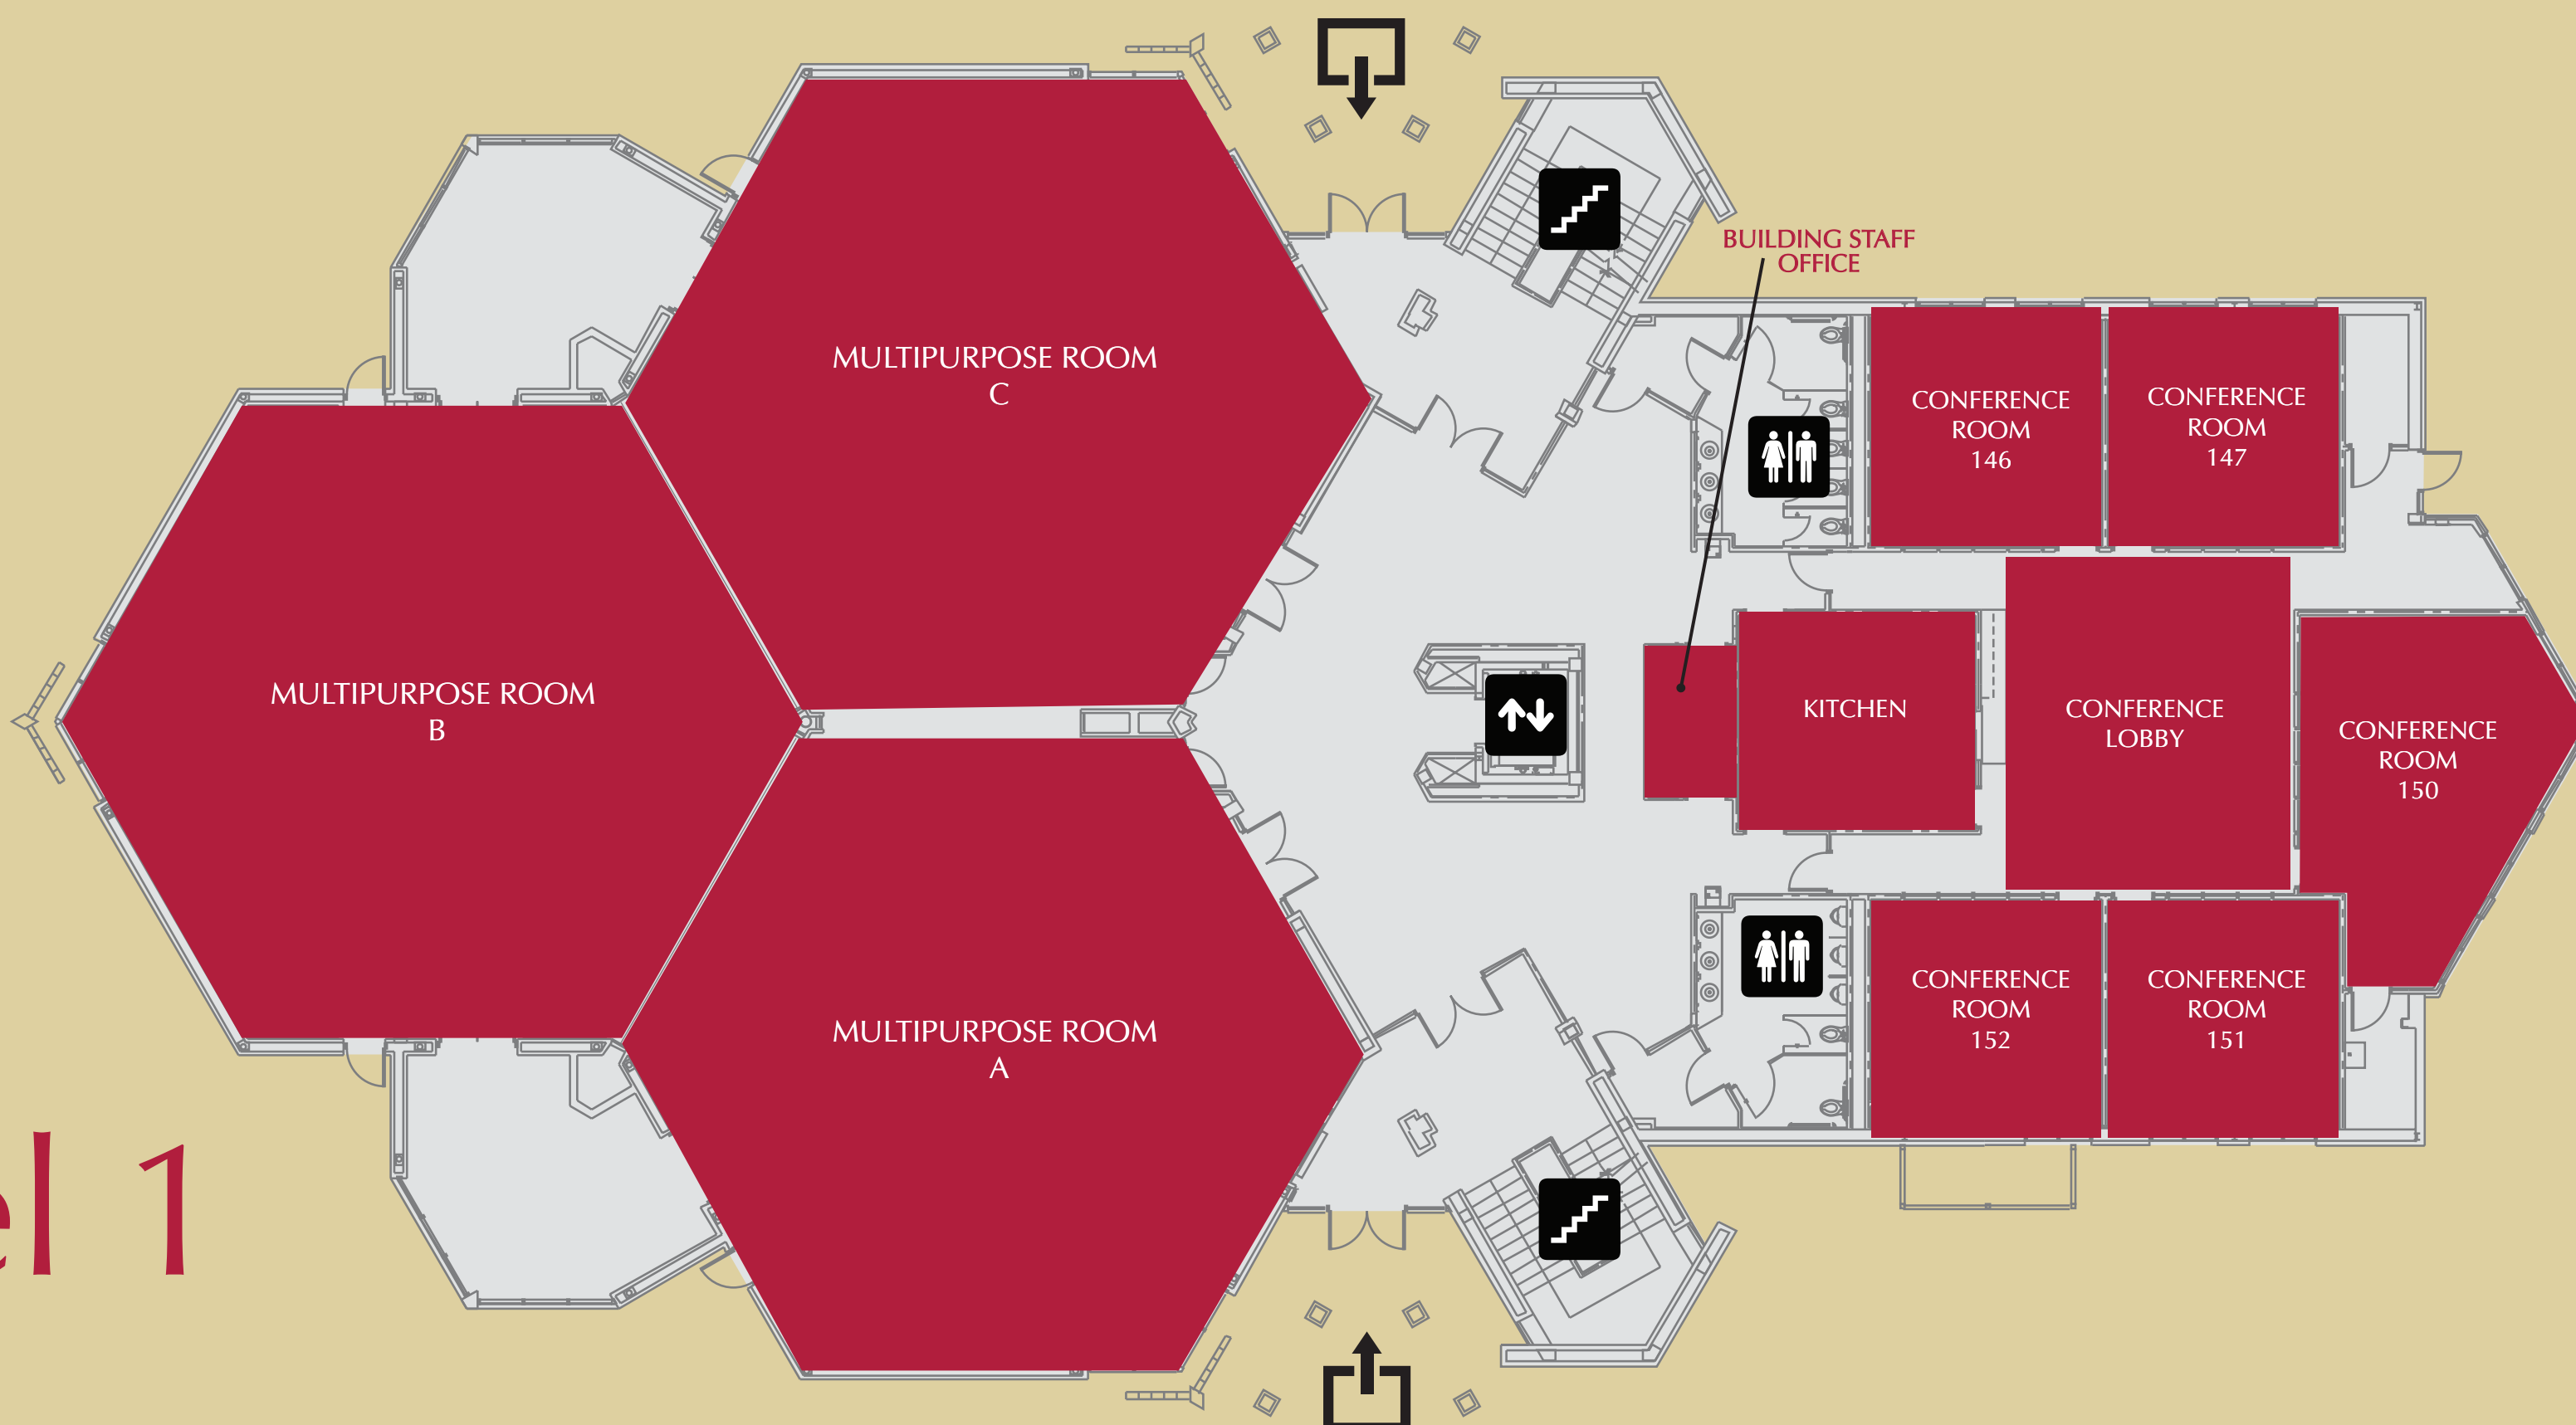 BUILDING STAFF
OFFICE
MULTIPURPOSE ROOM
C
CONFERENCE
ROOM
146
CONFERENCE
ROOM
147
MULTIPURPOSE ROOM
B
KITCHEN
CONFERENCE
LOBBY
CONFERENCE
ROOM
150
MULTIPURPOSE ROOM
A
CONFERENCE
ROOM
152
CONFERENCE
ROOM
151
el 1